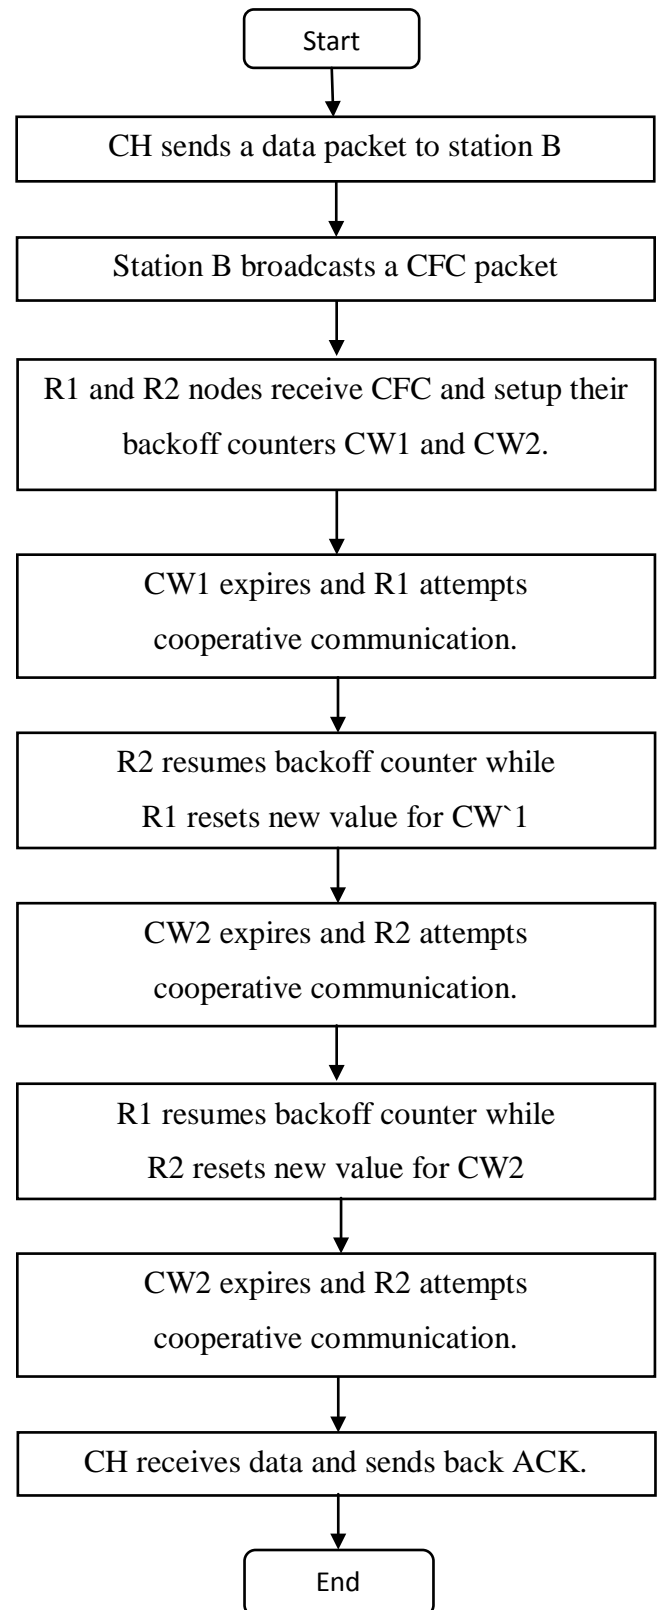 Start
CH sends a data packet to station B
Station B broadcasts a CFC packet
R1 and R2 nodes receive CFC and setup their
backoff counters CW1 and CW2.
CW1 expires and R1 attempts
cooperative communication.
R2 resumes backoff counter while
R1 resets new value for CW`1
CW2 expires and R2 attempts
cooperative communication.
R1 resumes backoff counter while
R2 resets new value for CW2
CW2 expires and R2 attempts
cooperative communication.
CH receives data and sends back ACK.
End